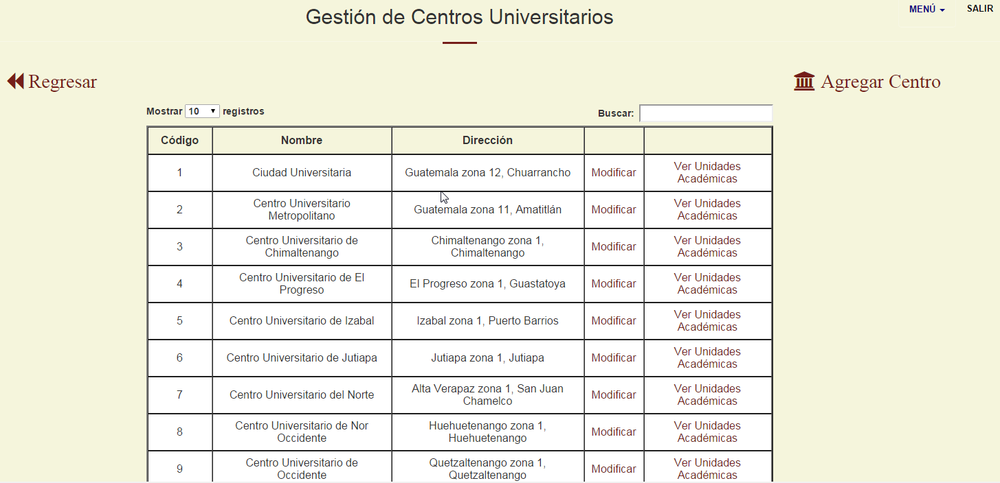 Gestión de Centros Universitarios
MENÚ
SALIR
Regresar
Agregar Centro
Mostrar 10 registros
Buscar:
Código Nombre Dirección
1 Ciudad Universitaria Guatemala zona 12, Chuarrancho Modificar Ver Unidades Académicas
2 Centro Universitario Metropolitano Guatemala zona 11, Amatitlán Modificar Ver Unidades Académicas
3 Centro Universitario de Chimaltenango Chimaltenango zona 1, Chimaltenango Modificar Ver Unidades Académicas
4 Centro Universitario de El Progreso El Progreso zona 1, Guastatoya Modificar Ver Unidades Académicas
5 Centro Universitario de Izabal Izabal zona 1, Puerto Barrios Modificar Ver Unidades Académicas
6 Centro Universitario de Jutiapa Jutiapa zona 1, Jutiapa Modificar Ver Unidades Académicas
7 Centro Universitario del Norte Alta Verapaz zona 1, San Juan Chamelco Modificar Ver Unidades Académicas
8 Centro Universitario de Nor Occidente Huehuetenango zona 1, Huehuetenango Modificar Ver Unidades Académicas
9 Centro Universitario de Occidente Quetzaltenango zona 1, Quetzaltenango Modificar Ver Unidades Académicas